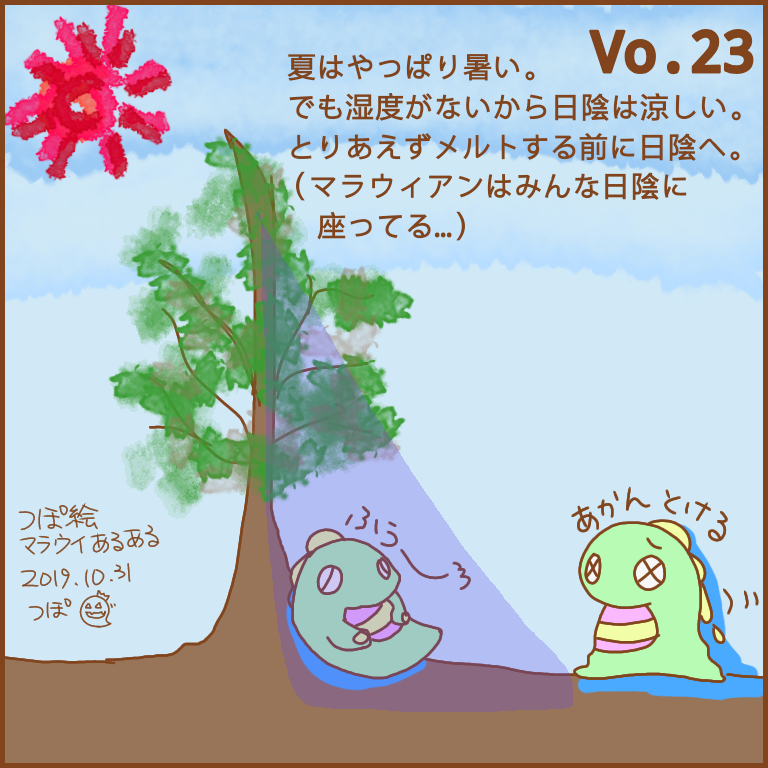 Vo.23
夏はやっぱり暑い。
でも湿度がないから日陰は涼しい。
とりあえずメルトする前に日陰へ。
(マラウィアンはみんな日陰に
座ってる…)
つぽ絵
マラウイあるある
2019.10.31
つぽ
ふぅ〜
あかん とける